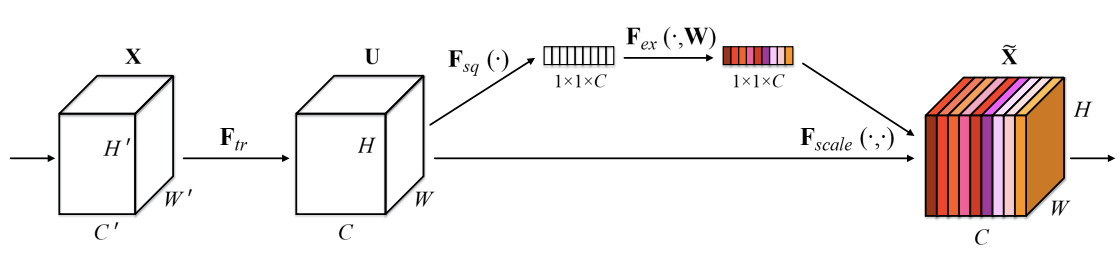 X
H′
W′
C′
F_tr
U
H
W
C
F_sq (·)
1×1×C
F_ex (·,W)
1×1×C
F_scale (·,·)
X̃
H
W
C